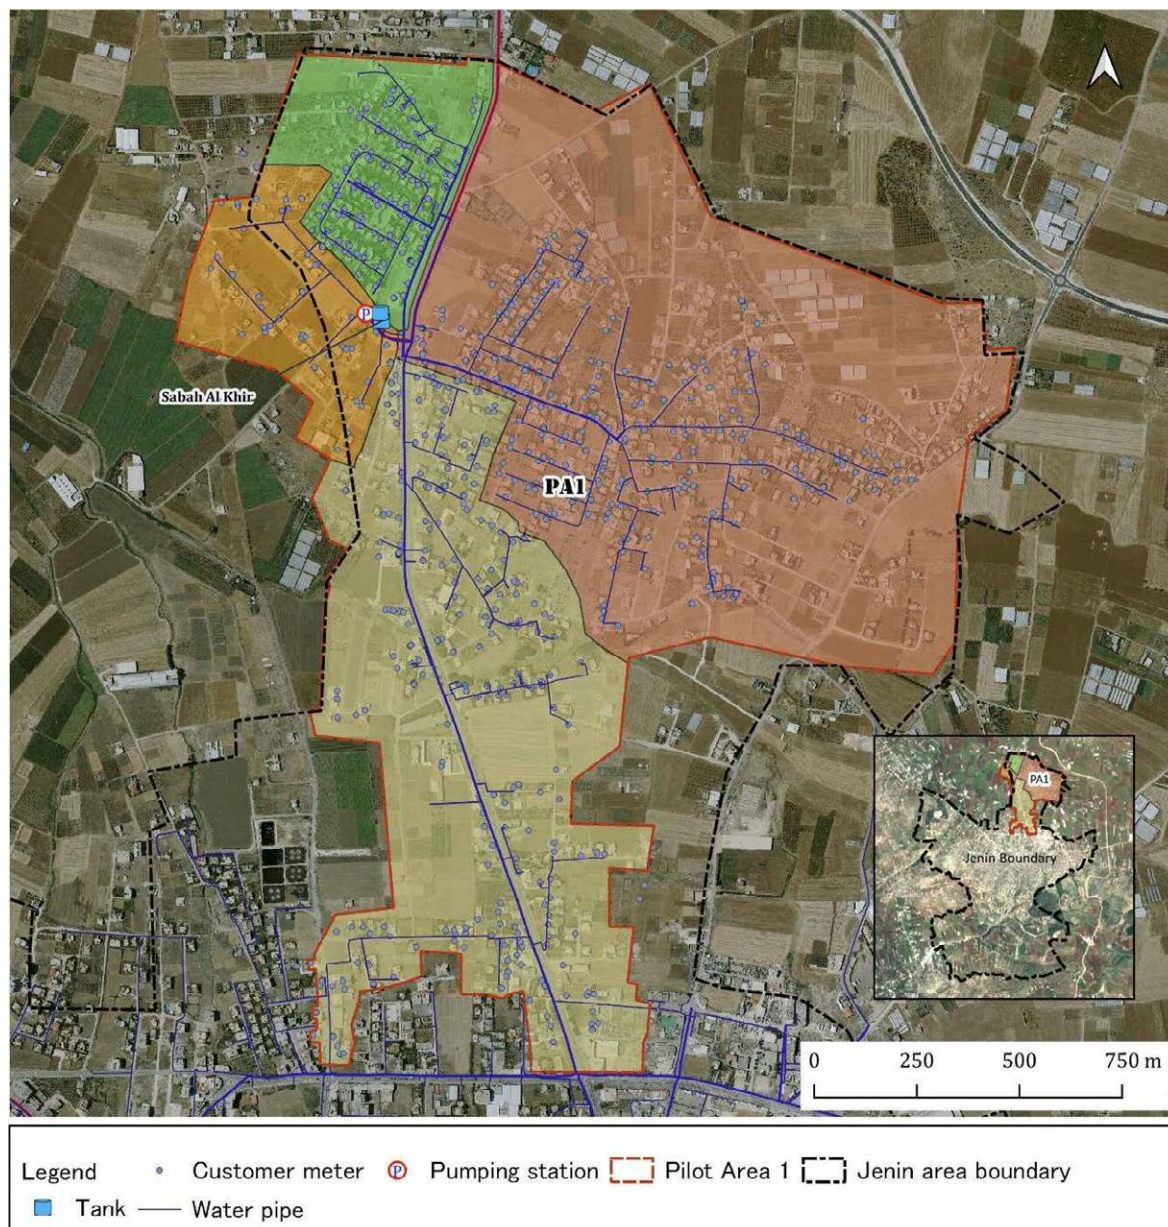 P
Sabah Al Khir
PA1
PA1
Jenin Boundary
0 250 500 750 m
Legend Customer meter P Pumping station Pilot Area 1 Jenin area boundary
Tank Water pipe